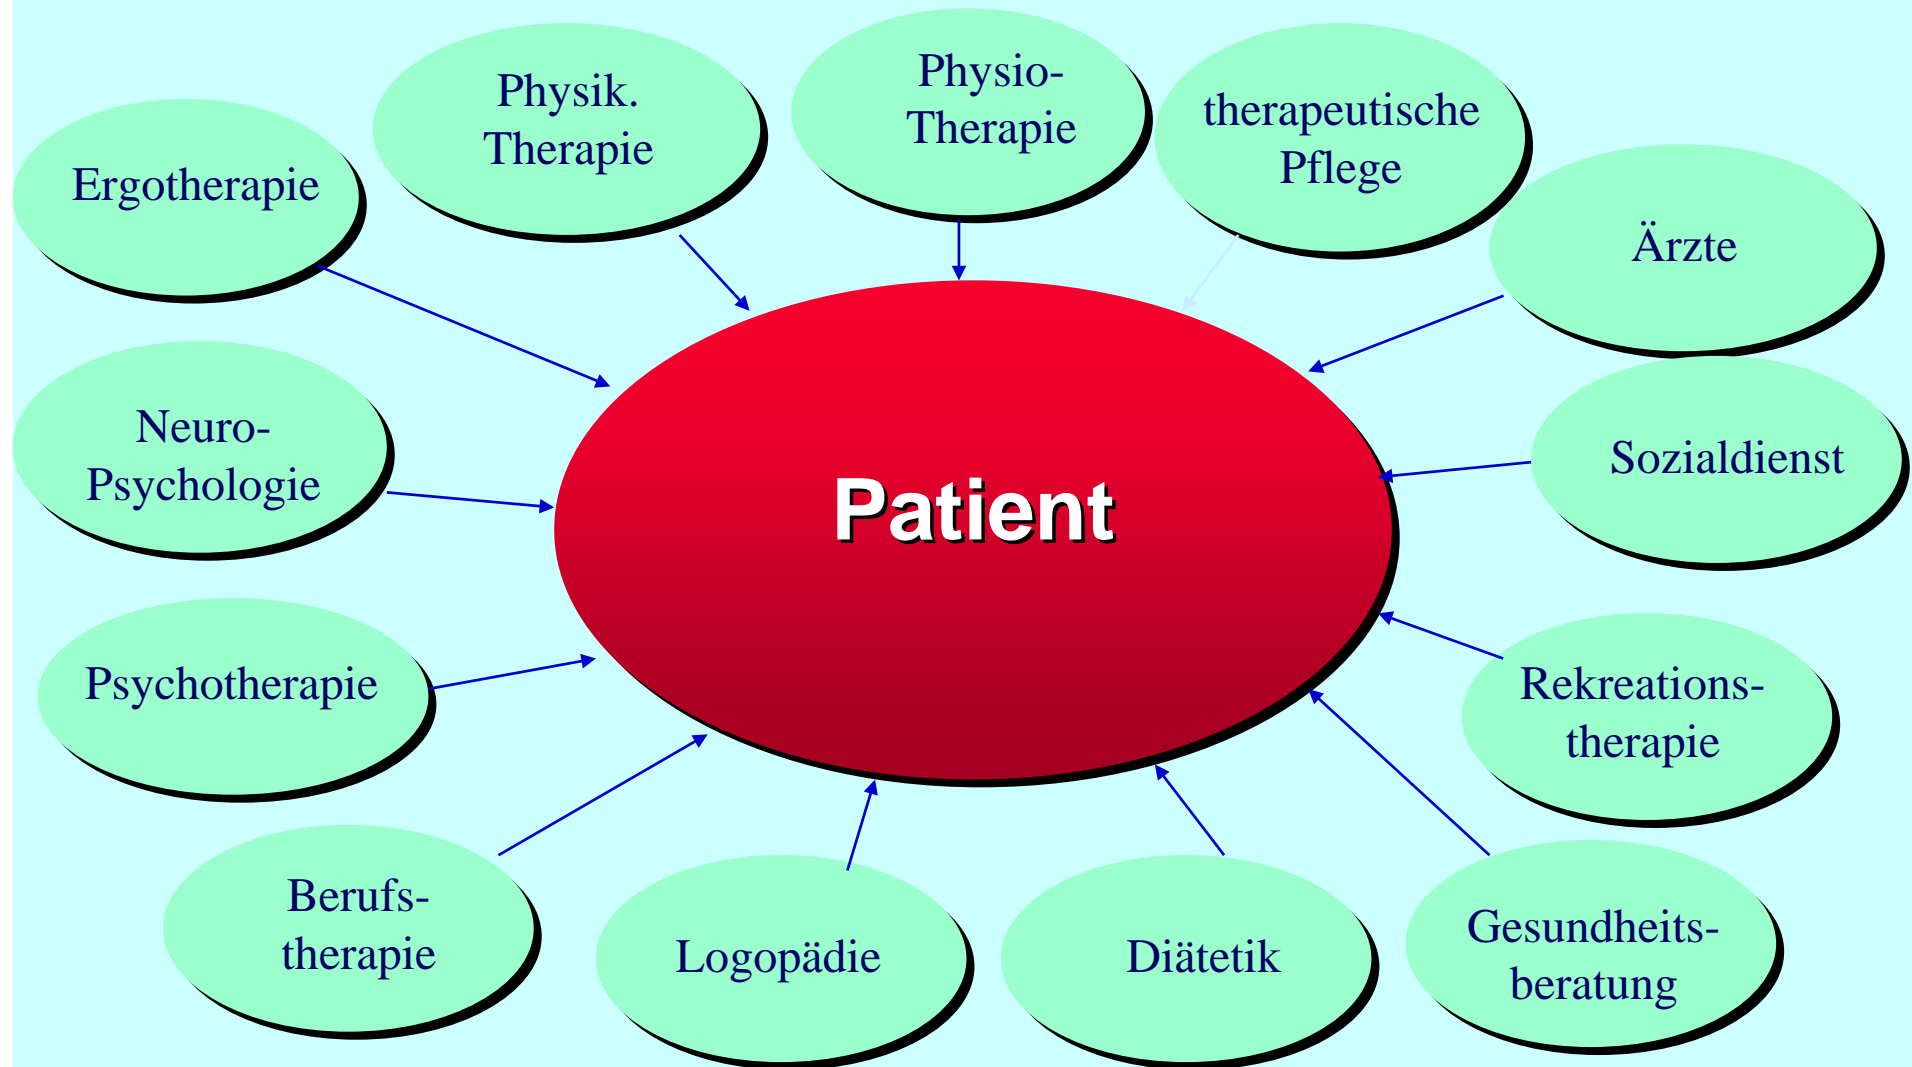 Physik.
Therapie
Physio-
Therapie
therapeutische
Pflege
Ergotherapie
Ärzte
Neuro-
Psychologie
Patient
Sozialdienst
Psychotherapie
Rekreations-
therapie
Berufs-
therapie
Logopädie
Diätetik
Gesundheits-
beratung